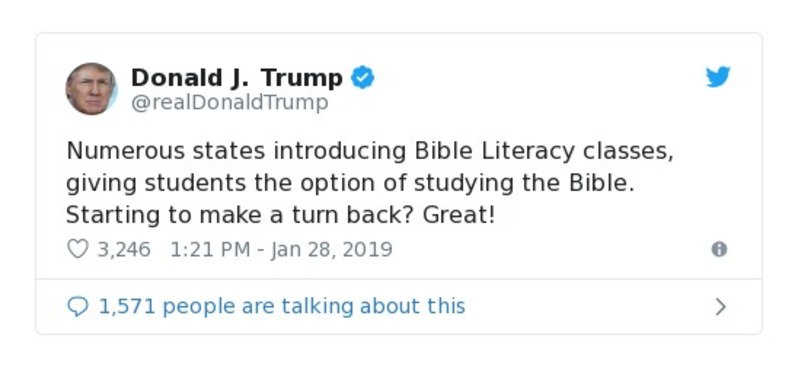 Donald J. Trump
@realDonaldTrump
Numerous states introducing Bible Literacy classes,
giving students the option of studying the Bible.
Starting to make a turn back? Great!
3,246 1:21 PM - Jan 28, 2019
1,571 people are talking about this